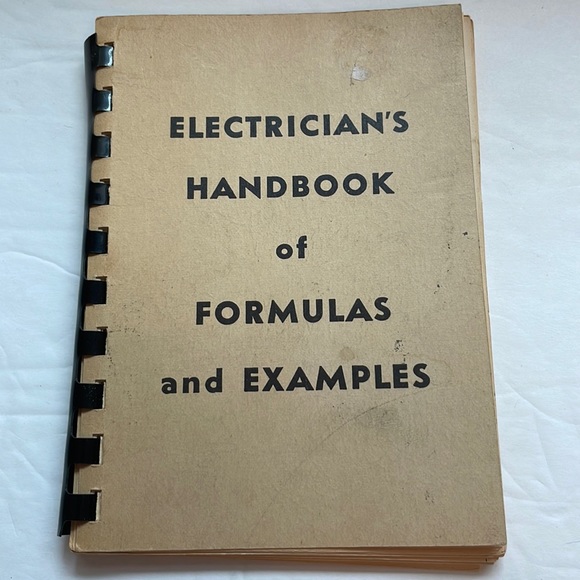 ELECTRICIAN'S
HANDBOOK
of
FORMULAS
and EXAMPLES